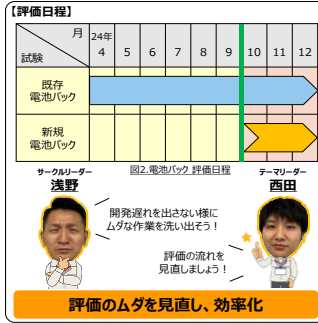 【評価日程】
月
試験
24年
4 5 6 7 8 9 10 11 12
既存
電池パック
新規
電池パック
図2.電池パック 評価日程
サークルリーダー
浅野
テーマリーダー
西田
開発遅れを出さない様に
ムダな作業を洗い出そう！
評価の流れを
見直しましょう！
評価のムダを見直し、効率化